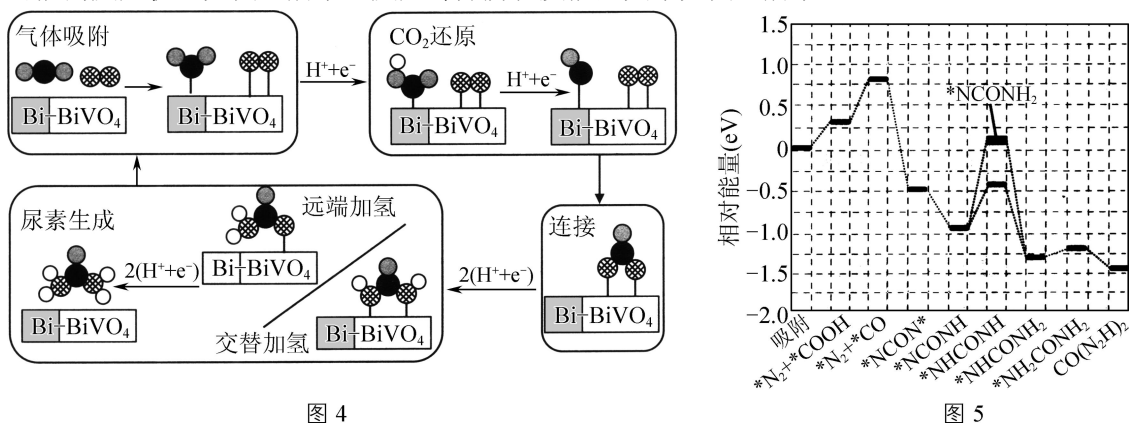 气体吸附
Bi-BiVO₄
Bi-BiVO₄
H⁺+e⁻
CO₂还原
H⁺+e⁻
Bi-BiVO₄
Bi-BiVO₄
尿素生成
远端加氢
Bi-BiVO₄
2(H⁺+e⁻)
Bi-BiVO₄
交替加氢
Bi-BiVO₄
2(H⁺+e⁻)
连接
Bi-BiVO₄
图 4
相对能量(eV)
1.5
1.0
0.5
0
−0.5
−1.0
−1.5
−2.0
*NCONH₂
吸附
*N₂+*COOH
*N₂+*CO
*NCON*
*NCONH
*NHCONH
*NHCONH₂
*NH₂CONH₂
CO(N₂H)₂
图 5